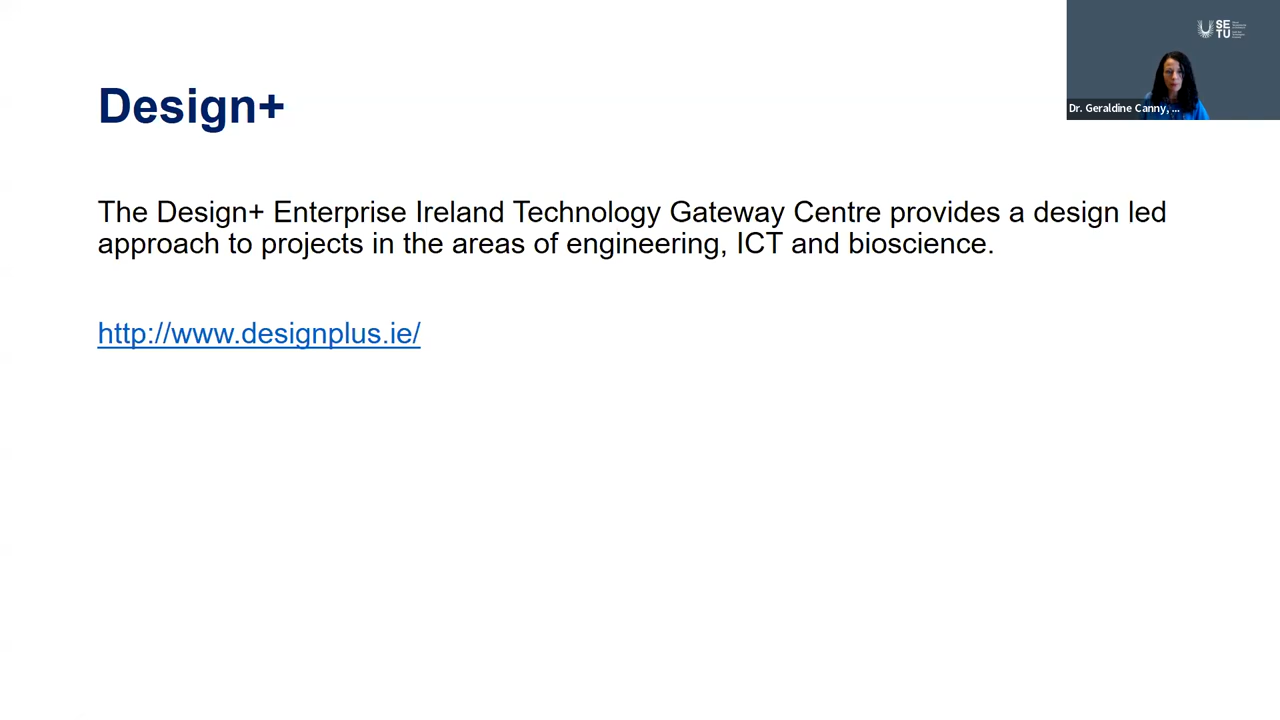 SE
TU
Dr. Geraldine Canny, ...
Design+
The Design+ Enterprise Ireland Technology Gateway Centre provides a design led
approach to projects in the areas of engineering, ICT and bioscience.
http://www.designplus.ie/